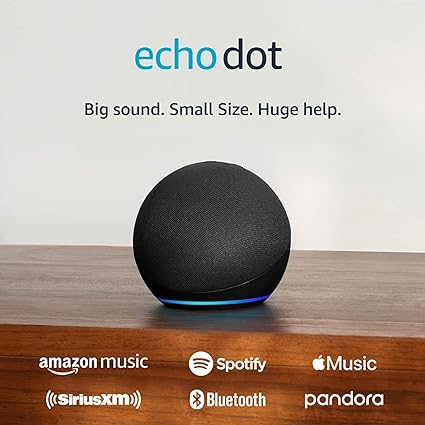 echo dot
Big sound. Small Size. Huge help.
amazon music Spotify Music
SiriusXM Bluetooth pandora